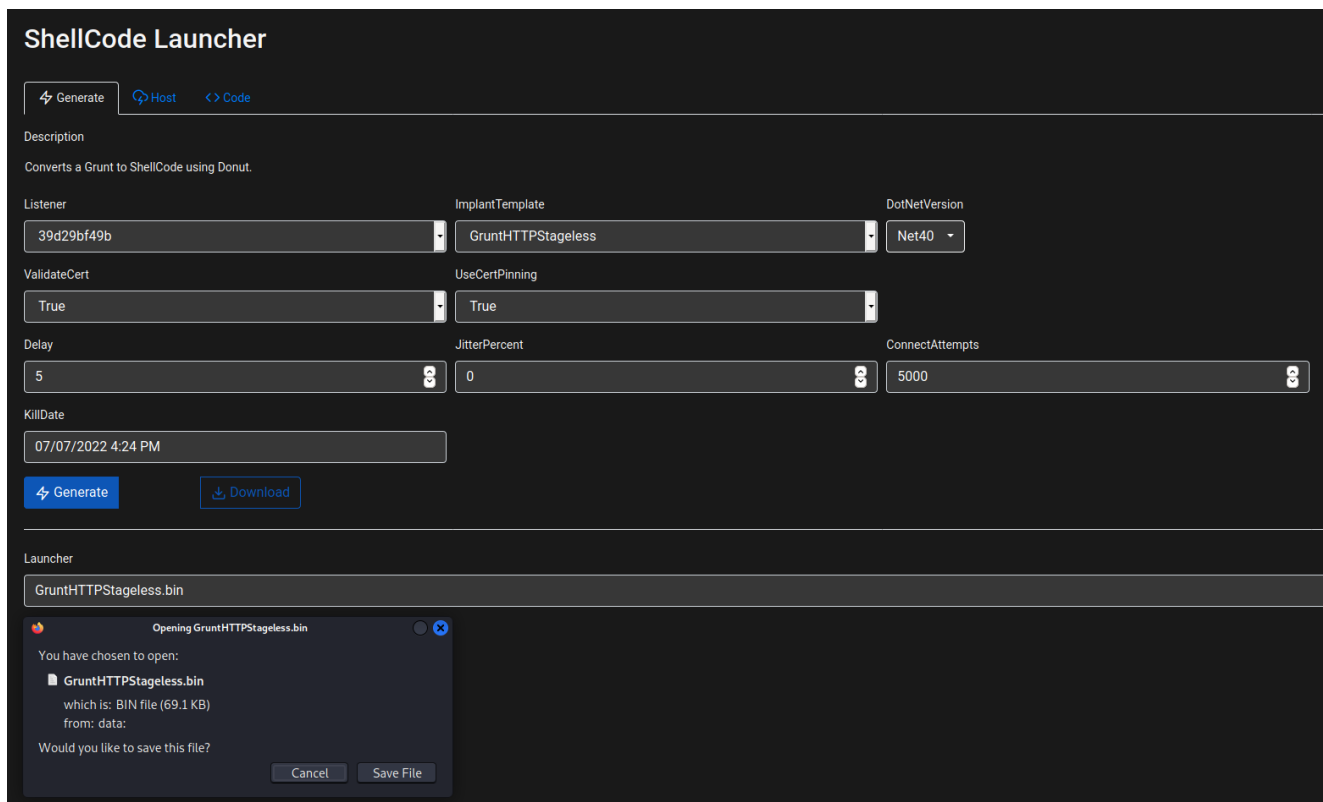 ShellCode Launcher
Generate Host <> Code
Description
Converts a Grunt to ShellCode using Donut.
Listener ImplantTemplate DotNetVersion
39d29bf49b GruntHTTPStageless Net40
ValidateCert UseCertPinning
True True
Delay JitterPercent ConnectAttempts
5 0 5000
KillDate
07/07/2022 4:24 PM
Generate Download
Launcher
GruntHTTPStageless.bin
Opening GruntHTTPStageless.bin
You have chosen to open:
GruntHTTPStageless.bin
which is: BIN file (69.1 KB)
from: data:
Would you like to save this file?
Cancel Save File